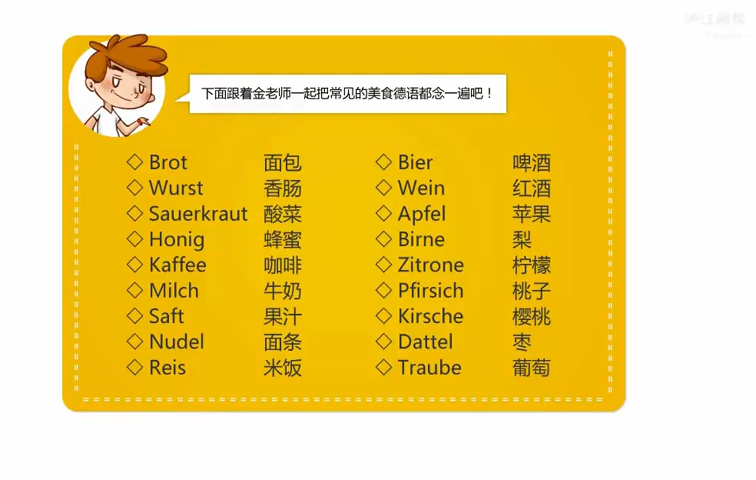 下面跟着金老师一起把常见的美食德语都念一遍吧！
◇ Brot 面包 ◇ Bier 啤酒
◇ Wurst 香肠 ◇ Wein 红酒
◇ Sauerkraut 酸菜 ◇ Apfel 苹果
◇ Honig 蜂蜜 ◇ Birne 梨
◇ Kaffee 咖啡 ◇ Zitrone 柠檬
◇ Milch 牛奶 ◇ Pfirsich 桃子
◇ Saft 果汁 ◇ Kirsche 樱桃
◇ Nudel 面条 ◇ Dattel 枣
◇ Reis 米饭 ◇ Traube 葡萄